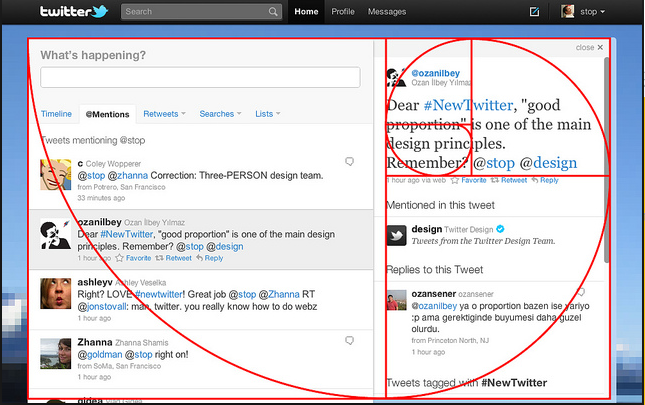 twitter
Search
Home Profile Messages
stop
What's happening?
close ×
Timeline @Mentions Retweets Searches Lists
Tweets mentioning @stop
c Coley Wopperer
@stop @zhanna Correction: Three-PERSON design team.
from Potrero, San Francisco
33 minutes ago
ozanilbey Ozan İlbey Yılmaz
Dear #NewTwitter, "good proportion" is one of the main design
principles. Remember? @stop @design
1 hour ago Favorite Retweet Reply
ashleyv Ashley Veselka
Right? LOVE #newtwitter! Great job @stop @Zhanna RT
@jonstovall: man, twitter. you really know how to do webz
1 hour ago
Zhanna Zhanna Shamis
@goldman @stop right on!
from SoMa, San Francisco
1 hour ago
gidea Vlad Gidea
@ozanilbey
Ozan İlbey Yılmaz
Dear #NewTwitter, "good
proportion" is one of the main
design principles.
Remember? @stop @design
1 hour ago via web Favorite Retweet Reply
Mentioned in this tweet
design Twitter Design
Tweets from the Twitter Design Team.
Replies to this Tweet
ozansener ozansener
@ozanilbey ya o proportion bazen ise yariyo
:p ama gerektiginde buyumesi daha guzel
olurdu.
from Princeton North, NJ
1 hour ago
Tweets tagged with #NewTwitter